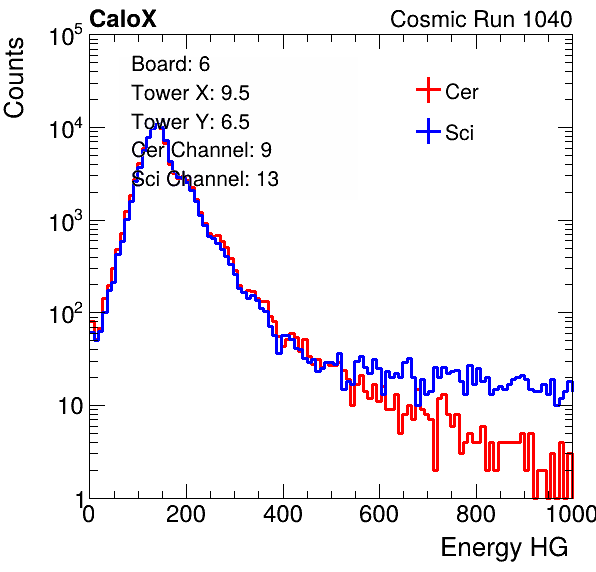 CaloX Cosmic Run 1040
Counts
10^5
10^4
10^3
10^2
10
1
Board: 6
Tower X: 9.5
Tower Y: 6.5
Cer Channel: 9
Sci Channel: 13
Cer
Sci
0 200 400 600 800 1000
Energy HG